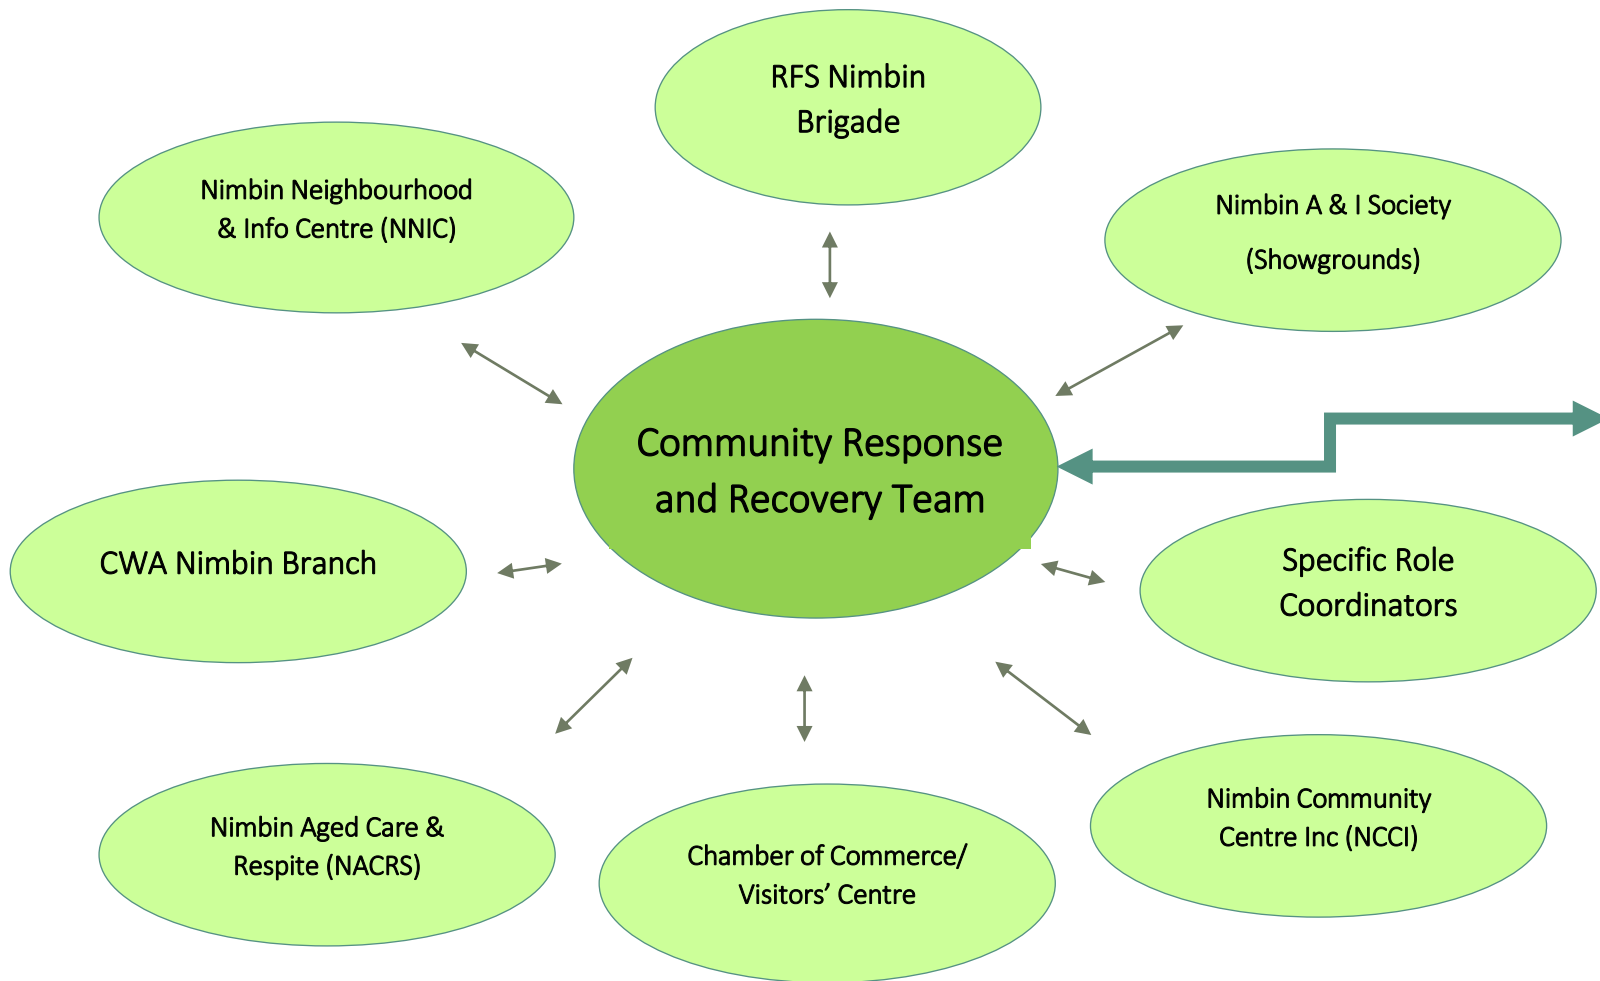 RFS Nimbin
Brigade
Nimbin Neighbourhood
& Info Centre (NNIC)
Nimbin A & I Society
(Showgrounds)
Community Response
and Recovery Team
CWA Nimbin Branch
Specific Role
Coordinators
Nimbin Aged Care &
Respite (NACRS)
Chamber of Commerce/
Visitors’ Centre
Nimbin Community
Centre Inc (NCCI)